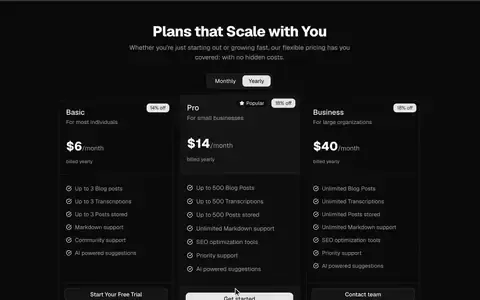 Plans that Scale with You
Whether you're just starting out or growing fast, our flexible pricing has you
covered: with no hidden costs.
Monthly
Yearly
Basic
14% off
For most individuals
$6/month
billed yearly
Up to 3 Blog posts
Up to 3 Transcriptions
Up to 3 Posts stored
Markdown support
Community support
AI powered suggestions
Start Your Free Trial
Pro
Popular
18% off
For small businesses
$14/month
billed yearly
Up to 500 Blog Posts
Up to 500 Transcriptions
Up to 500 Posts stored
Unlimited Markdown support
SEO optimization tools
Priority support
AI powered suggestions
Get started
Business
18% off
For large organizations
$40/month
billed yearly
Unlimited Blog Posts
Unlimited Transcriptions
Unlimited Posts stored
Unlimited Markdown support
SEO optimization tools
Priority support
AI powered suggestions
Contact team